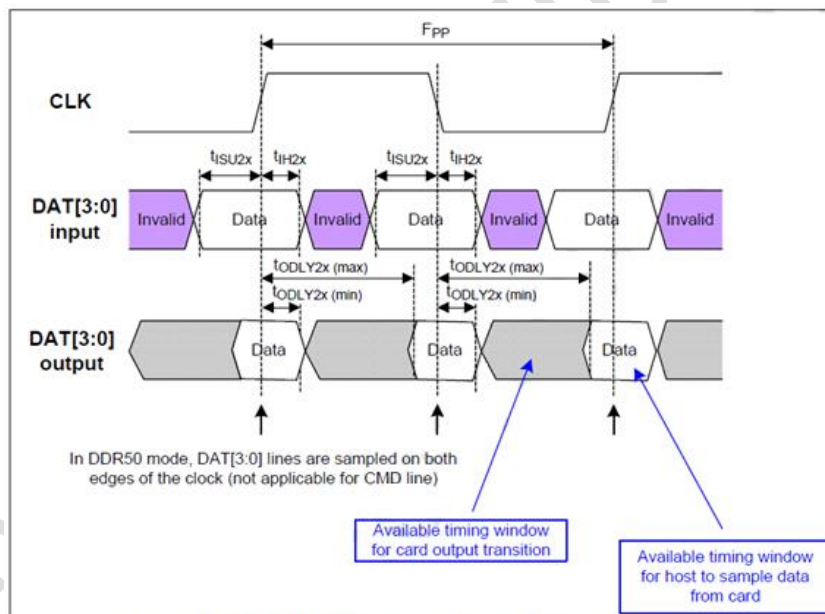 FPP
CLK
tISU2x tIH2x tISU2x tIH2x
DAT[3:0]
input
Invalid Data Invalid Data Invalid Data Invalid
tODLY2x (max) tODLY2x (max)
tODLY2x (min) tODLY2x (min)
DAT[3:0]
output
Data Data Data
In DDR50 mode, DAT[3:0] lines are sampled on both
edges of the clock (not applicable for CMD line)
Available timing window
for card output transition
Available timing window
for host to sample data
from card